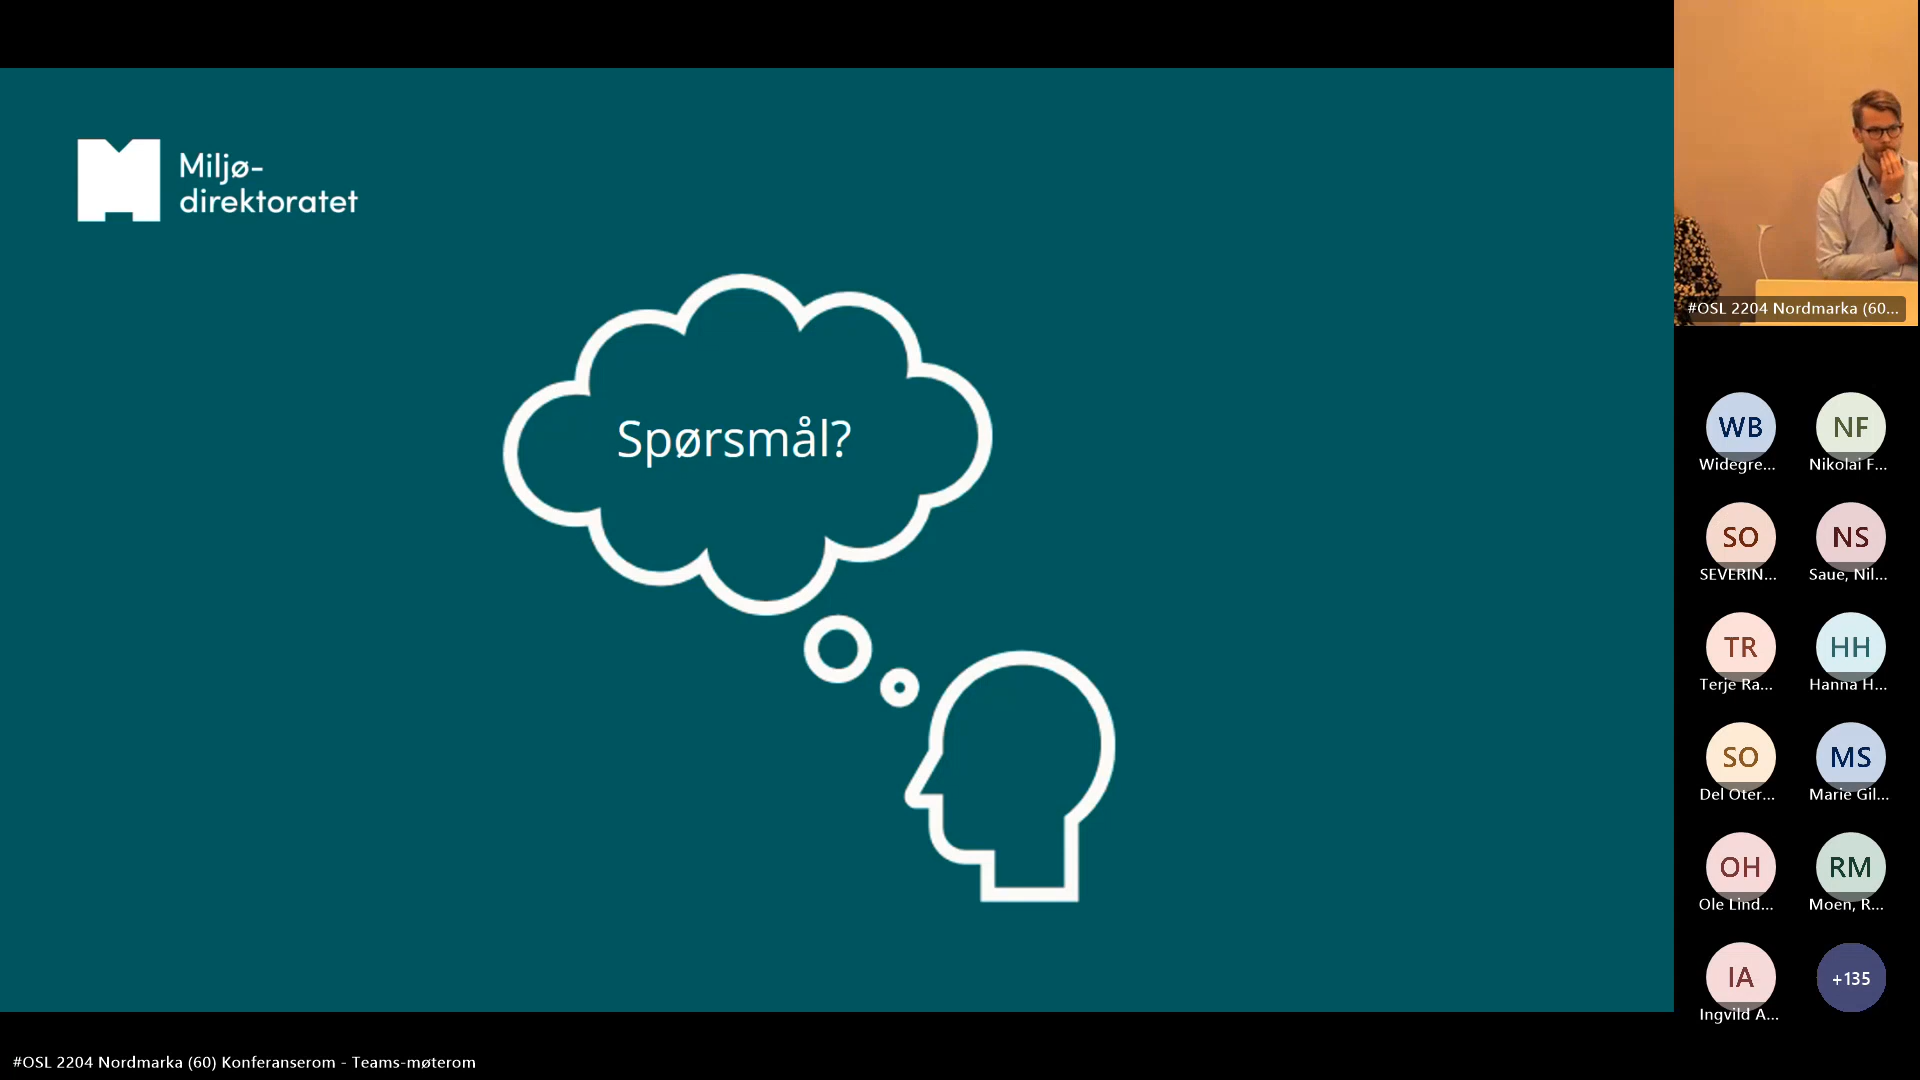 Miljø-
direktoratet
Spørsmål?
#OSL 2204 Nordmarka (60...
WB
Widegre...
NF
Nikolai F...
SO
SEVERIN...
NS
Saue, Nil...
TR
Terje Ra...
HH
Hanna H...
SO
Del Oter...
MS
Marie Gil...
OH
Ole Lind...
RM
Moen, R...
IA
Ingvild A...
+135
#OSL 2204 Nordmarka (60) Konferanserom - Teams-møterom